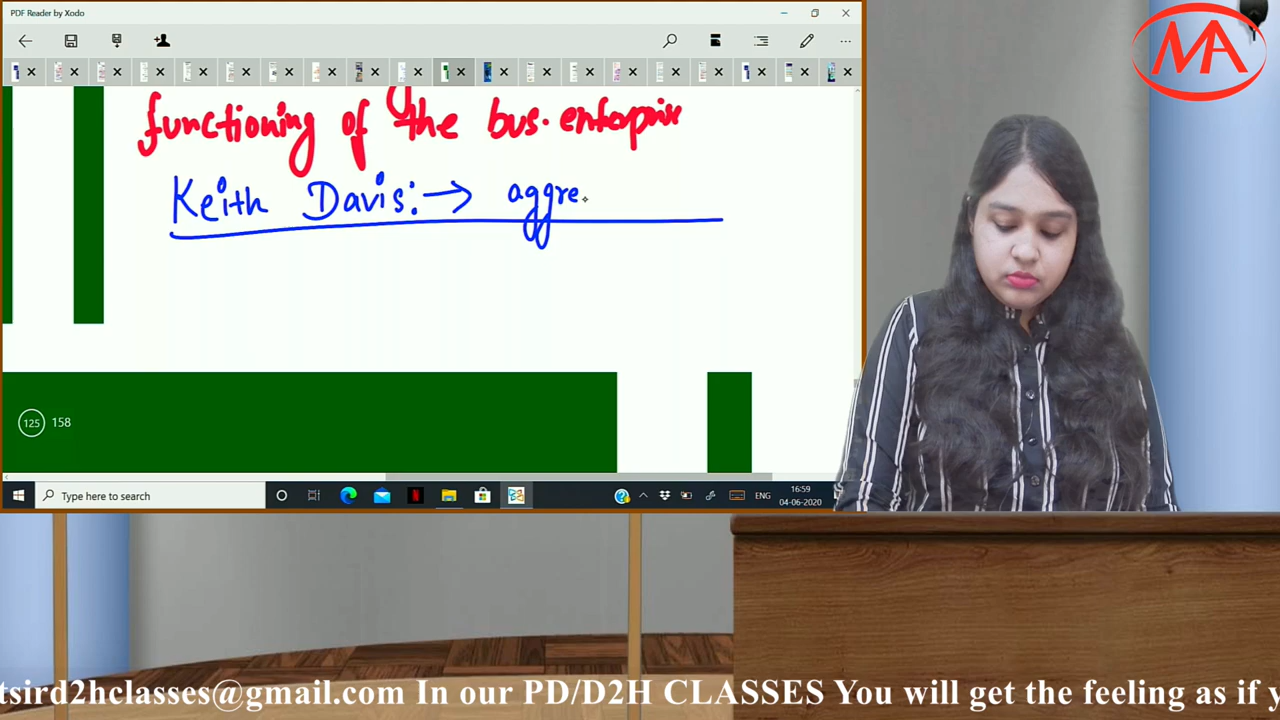 PDF Reader by Xodo
functioning of the bus. enterprise
Keith Davis: → aggre
125 158
Type here to search
ENG
16:59
04-06-2020
MA
tsird2hclasses@gmail.com In our PD/D2H CLASSES You will get the feeling as if y